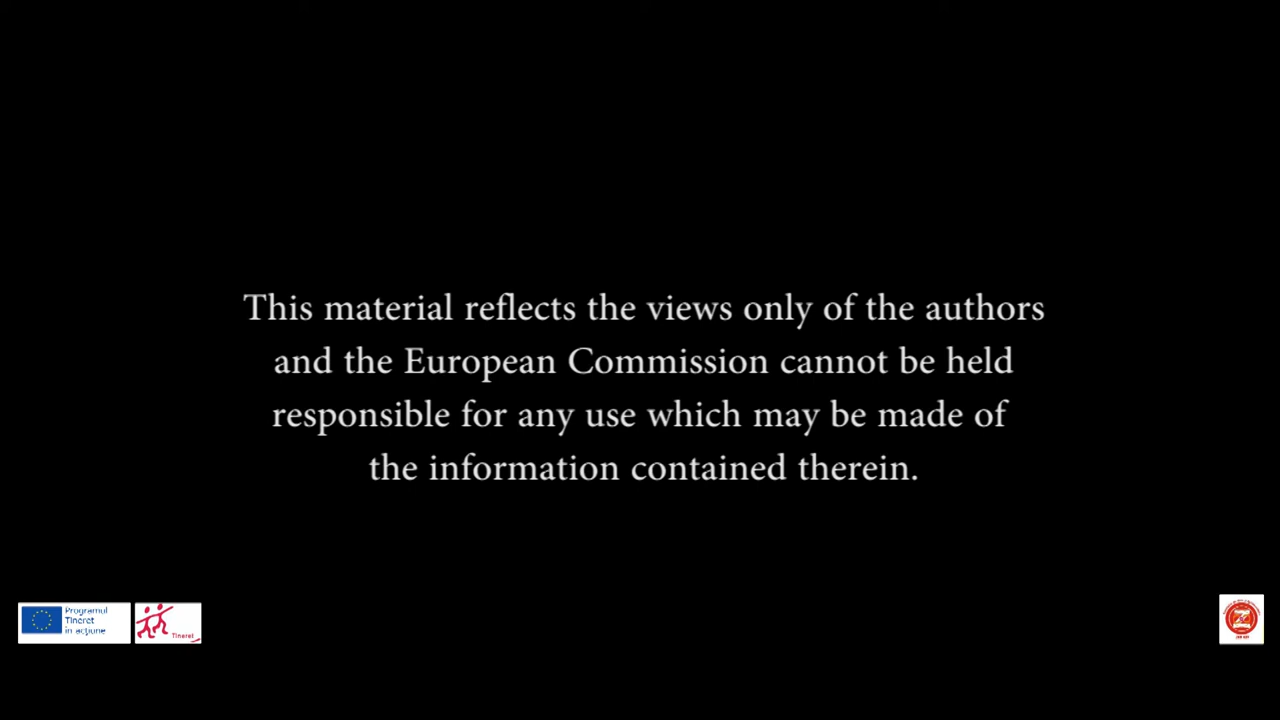 This material reflects the views only of the authors
and the European Commission cannot be held
responsible for any use which may be made of
the information contained therein.
Programul
Tineret
în acțiune
Tineret